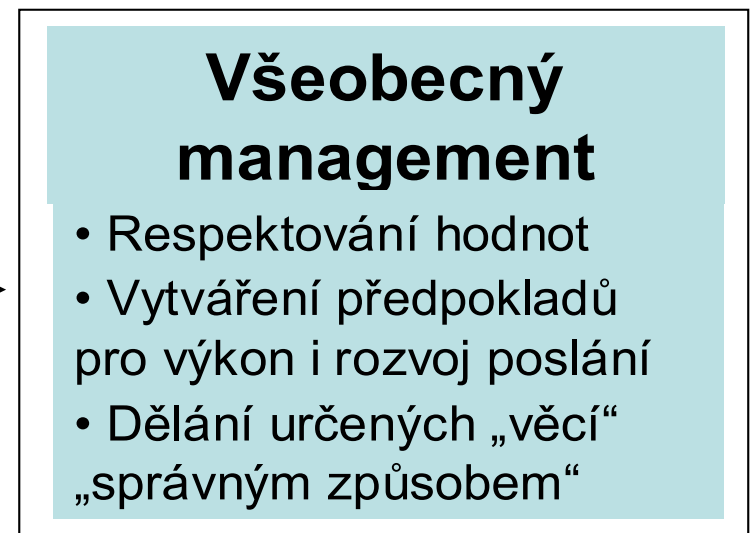 Všeobecný
management
• Respektování hodnot
• Vytváření předpokladů
pro výkon i rozvoj poslání
• Dělání určených „věcí“
„správným způsobem“